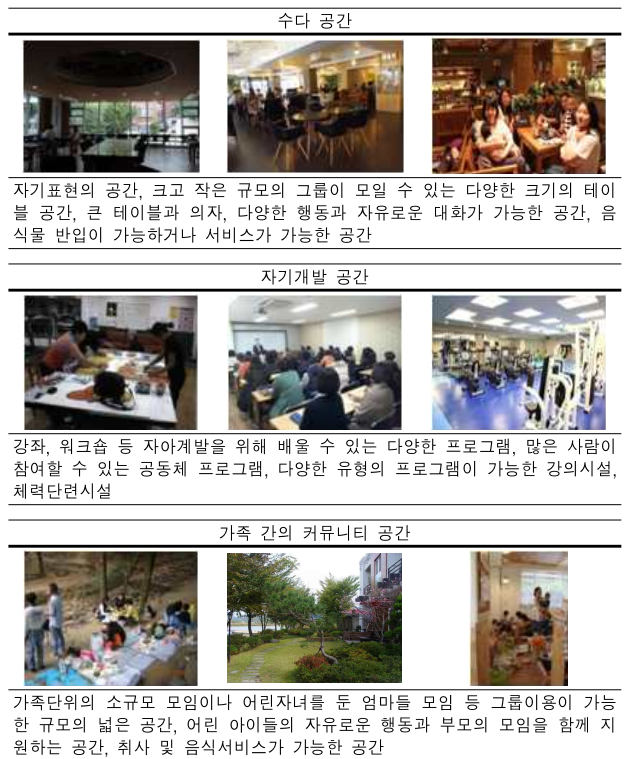 수다 공간
자기표현의 공간, 크고 작은 규모의 그룹이 모일 수 있는 다양한 크기의 테이
블 공간, 큰 테이블과 의자, 다양한 행동과 자유로운 대화가 가능한 공간, 음
식물 반입이 가능하거나 서비스가 가능한 공간
자기개발 공간
강좌, 워크숍 등 자아계발을 위해 배울 수 있는 다양한 프로그램, 많은 사람이
참여할 수 있는 공동체 프로그램, 다양한 유형의 프로그램이 가능한 강의시설,
체력단련시설
가족 간의 커뮤니티 공간
가족단위의 소규모 모임이나 어린자녀를 둔 엄마들 모임 등 그룹이용이 가능
한 규모의 넓은 공간, 어린 아이들의 자유로운 행동과 부모의 모임을 함께 지
원하는 공간, 취사 및 음식서비스가 가능한 공간